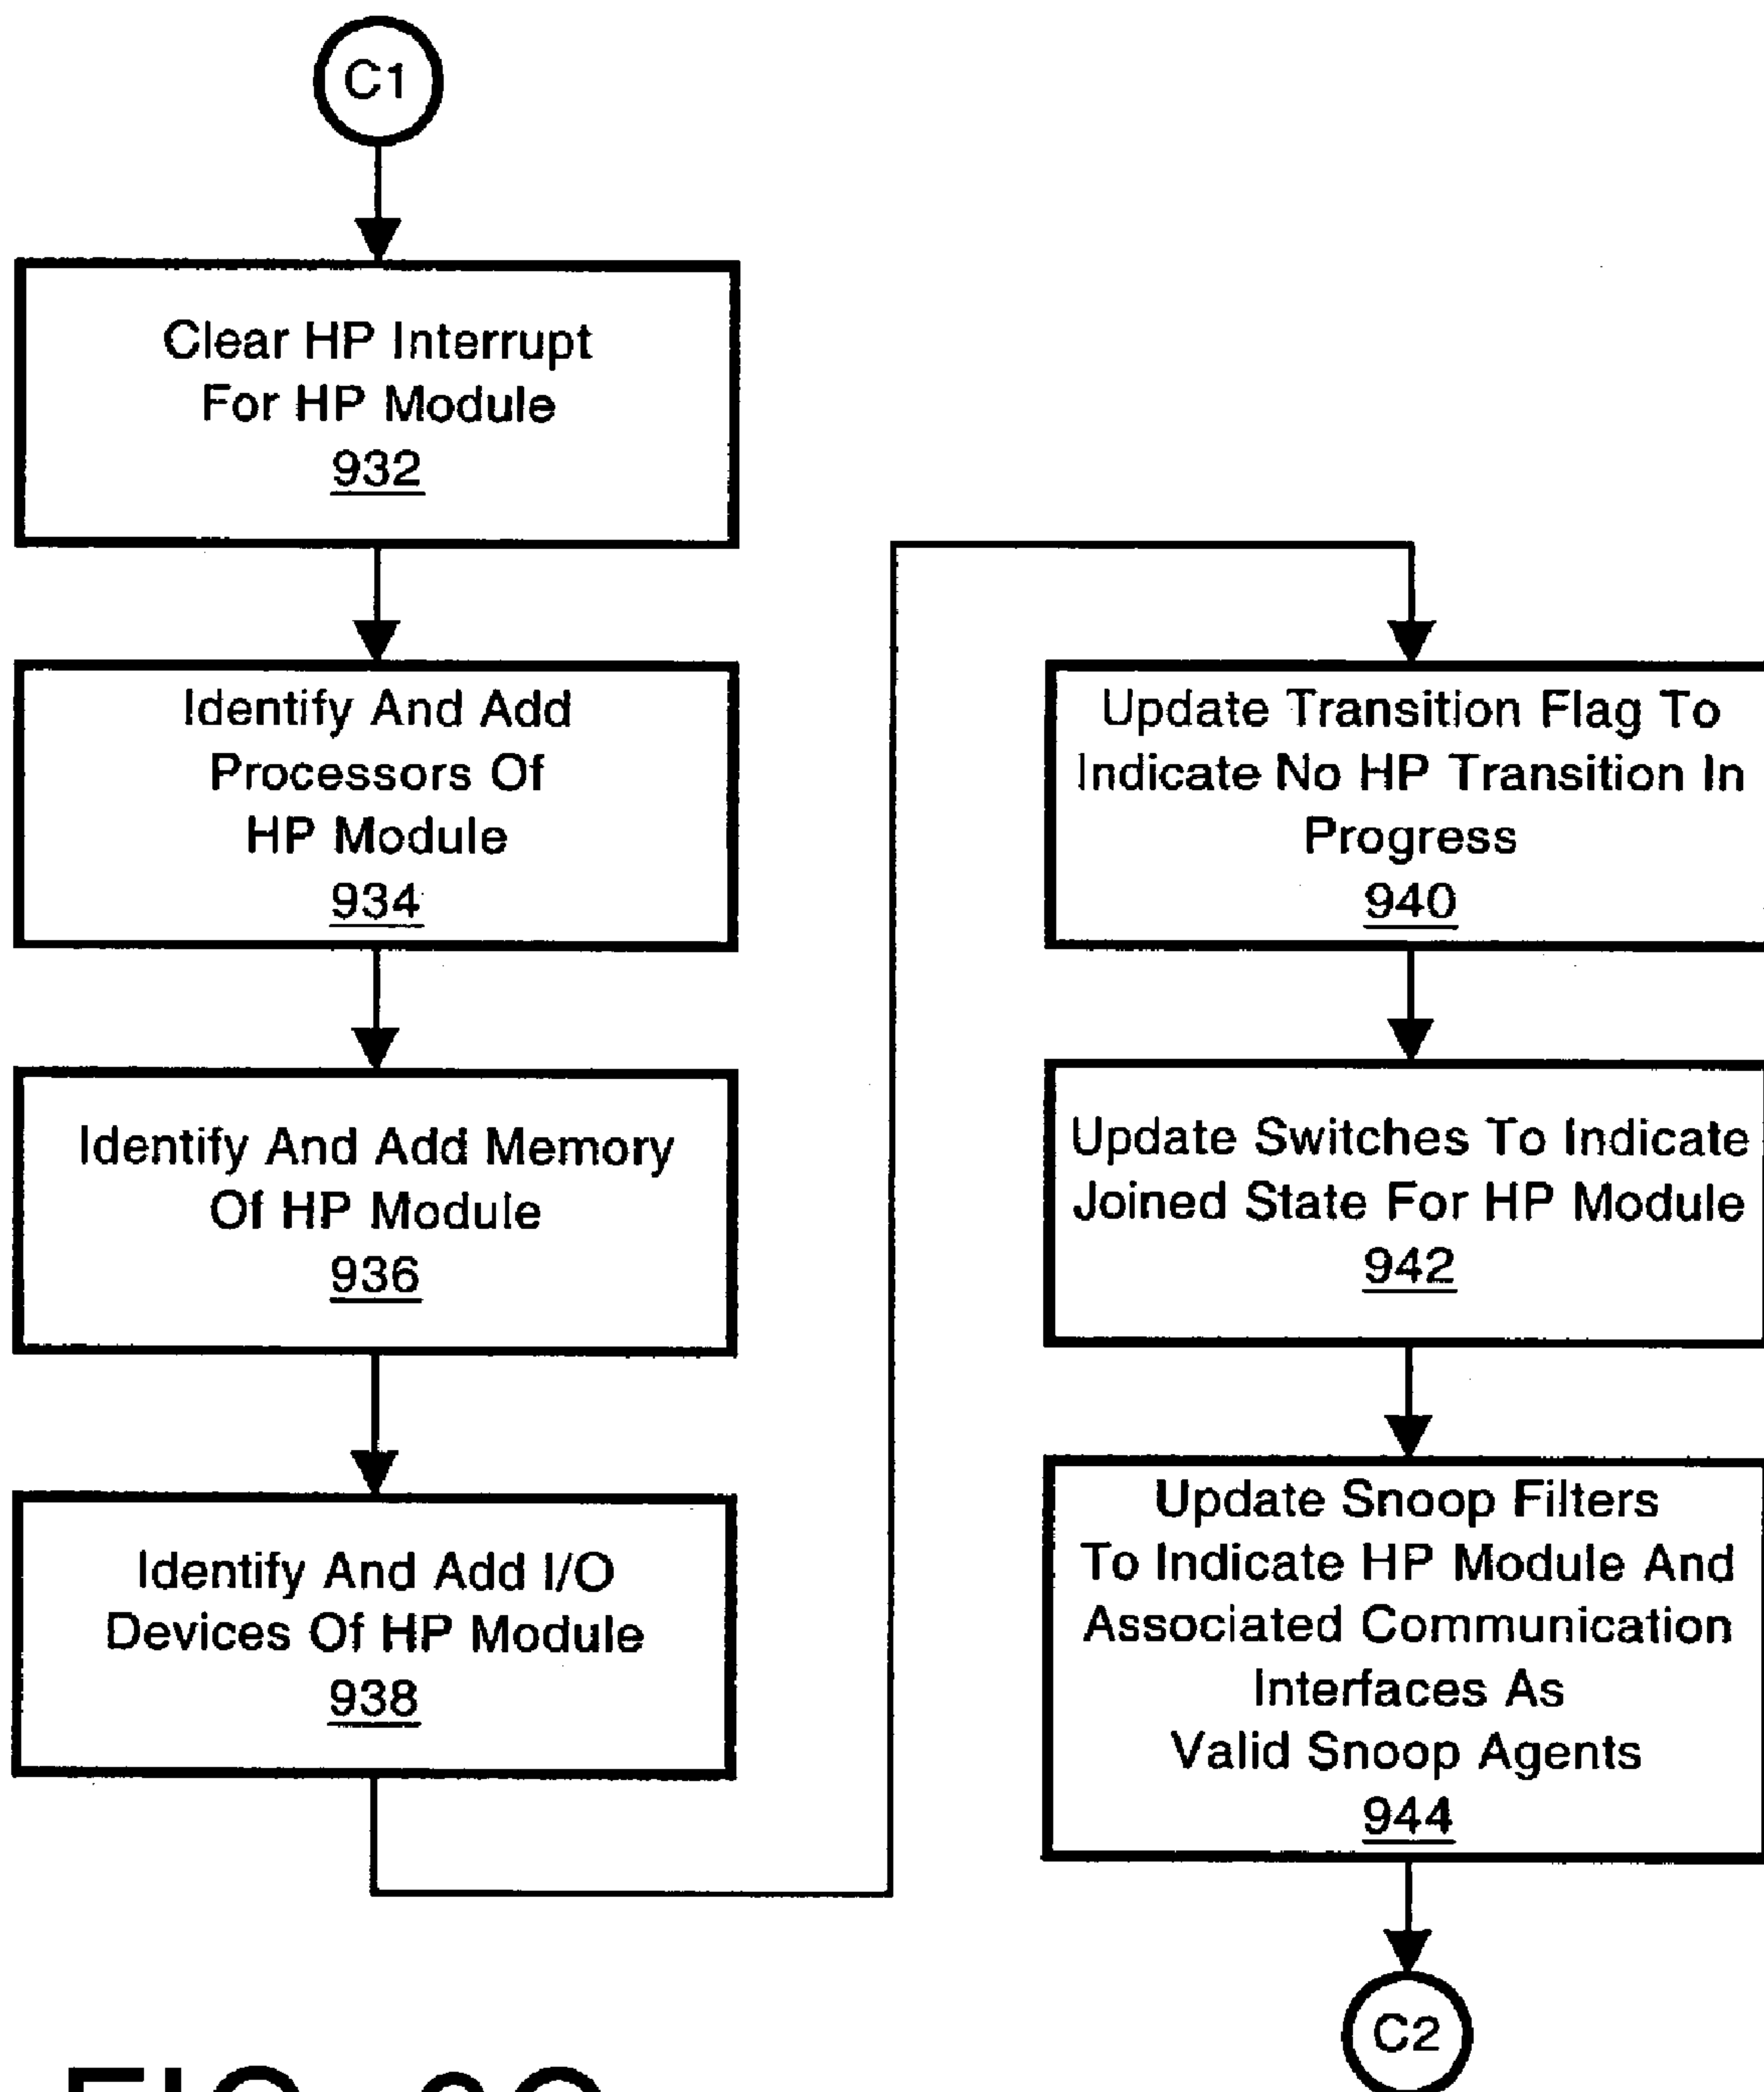 C1
Clear HP Interrupt
For HP Module
932
Identify And Add
Processors Of
HP Module
934
Identify And Add Memory
Of HP Module
936
Identify And Add I/O
Devices Of HP Module
938
Update Transition Flag To
Indicate No HP Transition In
Progress
940
Update Switches To Indicate
Joined State For HP Module
942
Update Snoop Filters
To Indicate HP Module And
Associated Communication
Interfaces As
Valid Snoop Agents
944
C2